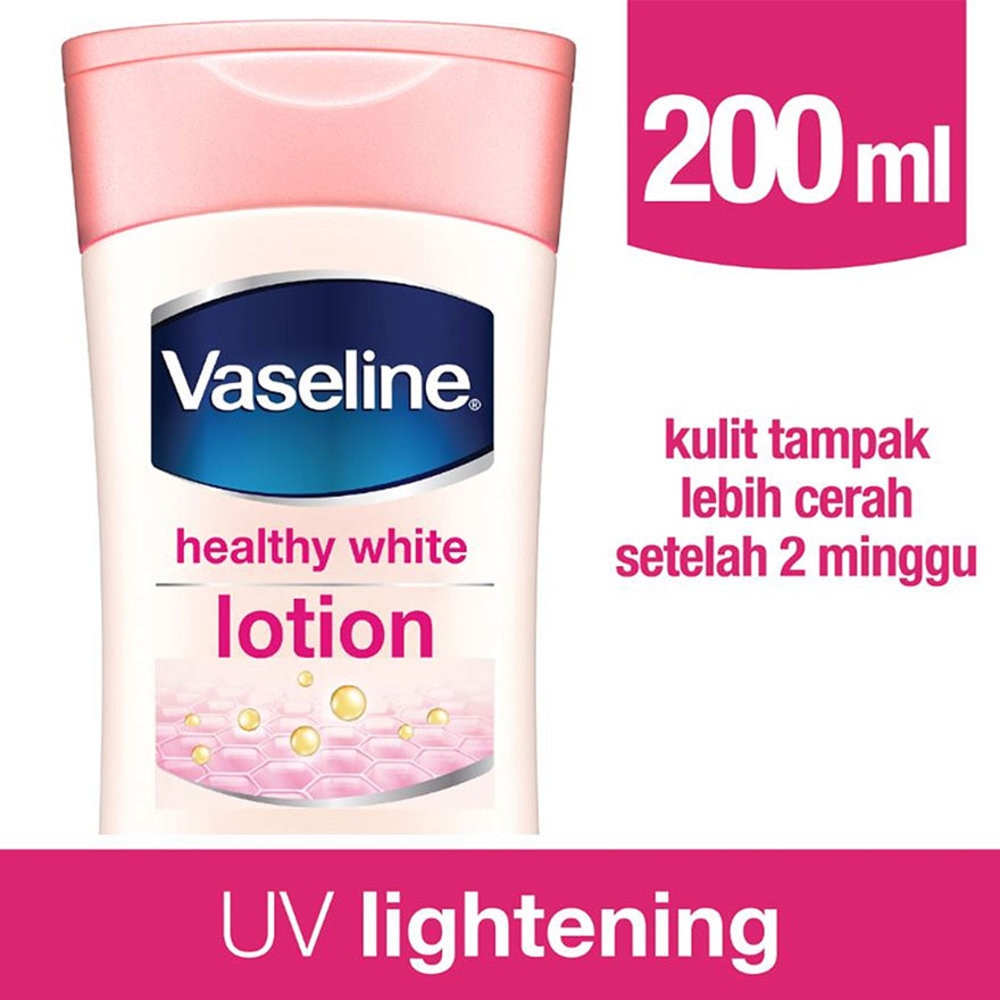 200 ml
Vaseline®
healthy white
lotion
kulit tampak
lebih cerah
setelah 2 minggu
UV lightening